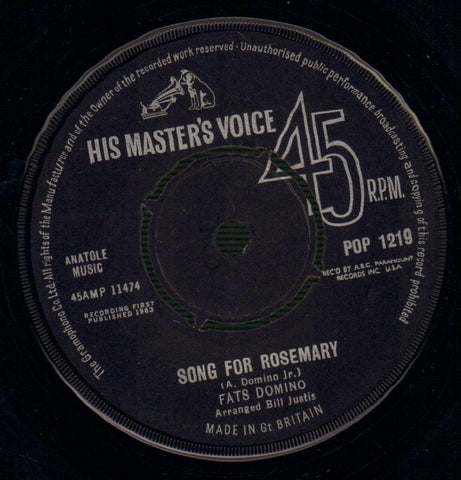 The Gramophone Co. Ltd. All rights of the Manufacturer and of the Owner of the recorded work reserved - Unauthorised public performance broadcasting and copying of this record prohibited
HIS MASTER'S VOICE
45 R.P.M.
POP 1219
REC'D BY A.B.C. PARAMOUNT
RECORDS INC. U.S.A.
ANATOLE
MUSIC
45AMP 11474
RECORDING FIRST
PUBLISHED 1963
SONG FOR ROSEMARY
(A. Domino Jr.)
FATS DOMINO
Arranged Bill Justis
MADE IN Gt. BRITAIN